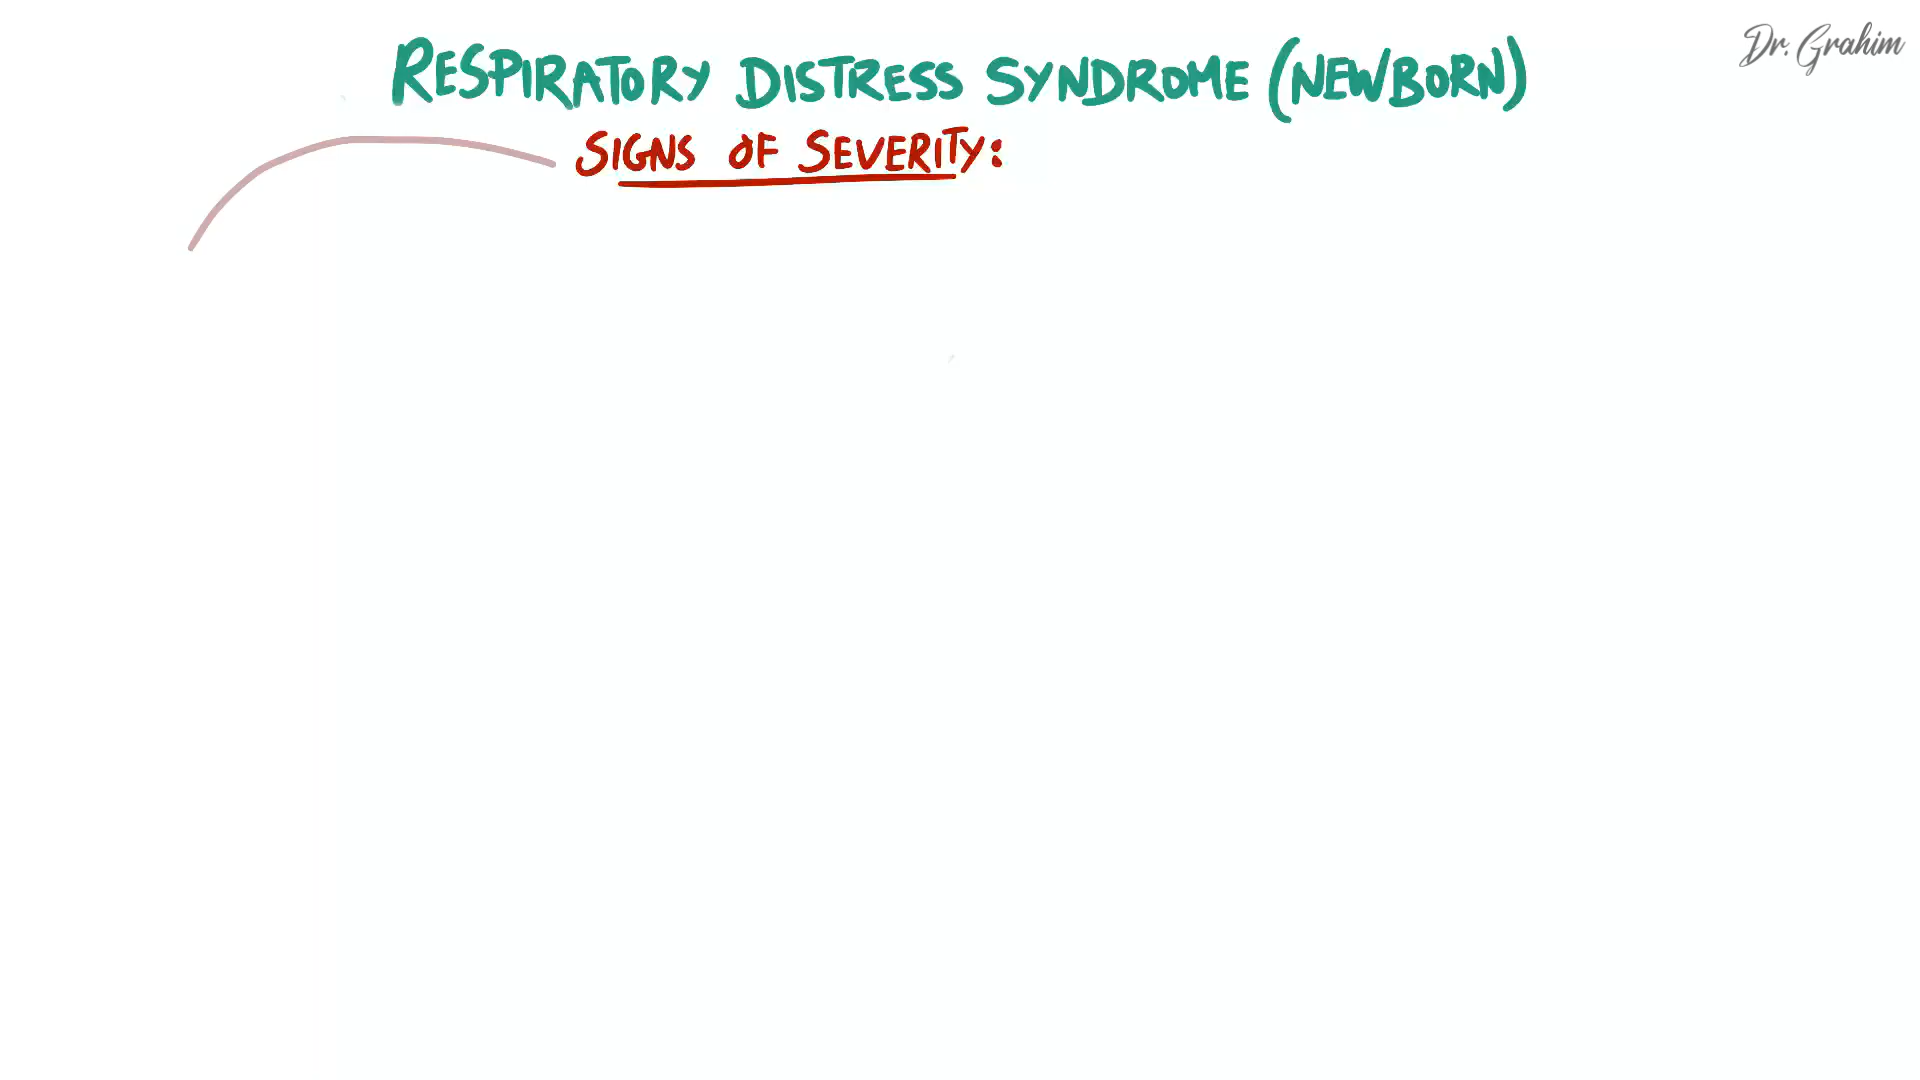 RESPIRATORY DISTRESS SYNDROME (NEWBORN)
Dr. Grahim
SIGNS OF SEVERITY: